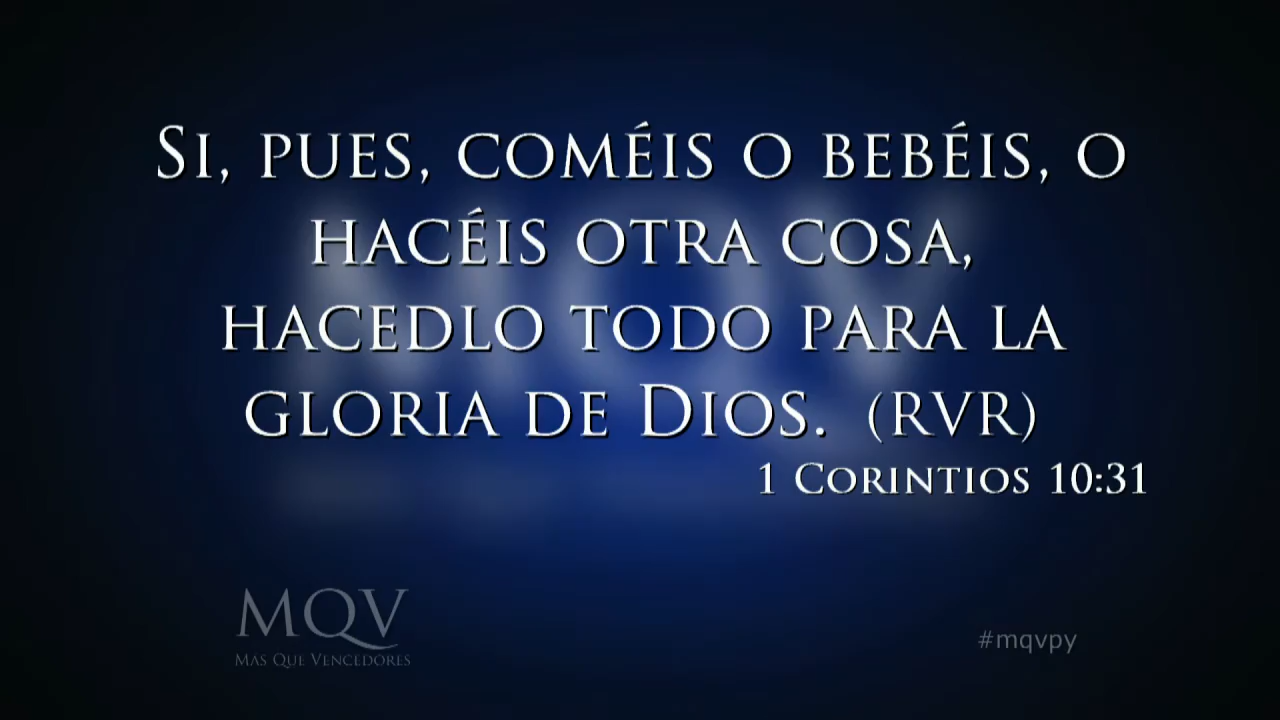 Si, pues, coméis o bebéis, o
hacéis otra cosa,
hacedlo todo para la
gloria de Dios. (RVR)
1 Corintios 10:31
MQV
Mas Que Vencedores
#mqvpy